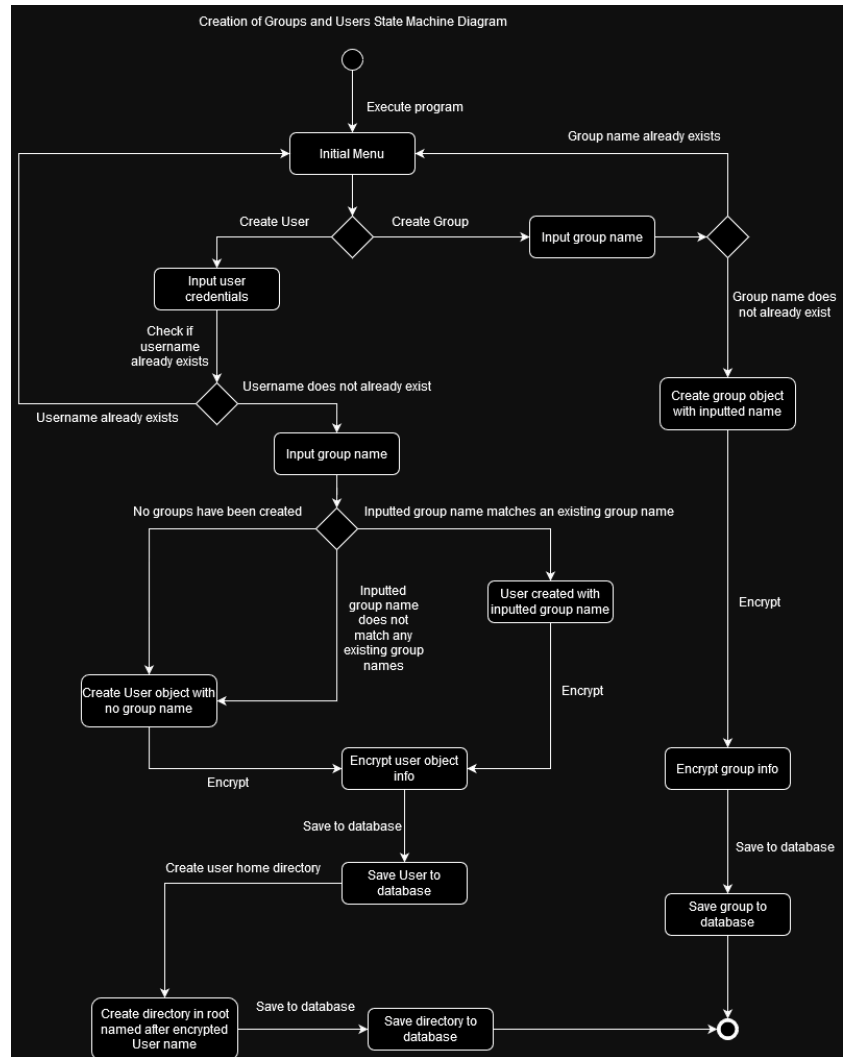 Creation of Groups and Users State Machine Diagram
Execute program
Group name already exists
Initial Menu
Create User
Create Group
Input group name
Input user
credentials
Group name does
not already exist
Check if
username
already exists
Username does not already exist
Username already exists
Create group object
with inputted name
Input group name
No groups have been created
Inputted group name matches an existing group name
User created with
inputted group name
Inputted
group name
does not
match any
existing group
names
Encrypt
Create User object with
no group name
Encrypt
Encrypt user object
info
Encrypt group info
Encrypt
Save to database
Save to database
Create user home directory
Save User to
database
Save group to
database
Create directory in root
named after encrypted
User name
Save to database
Save directory to
database